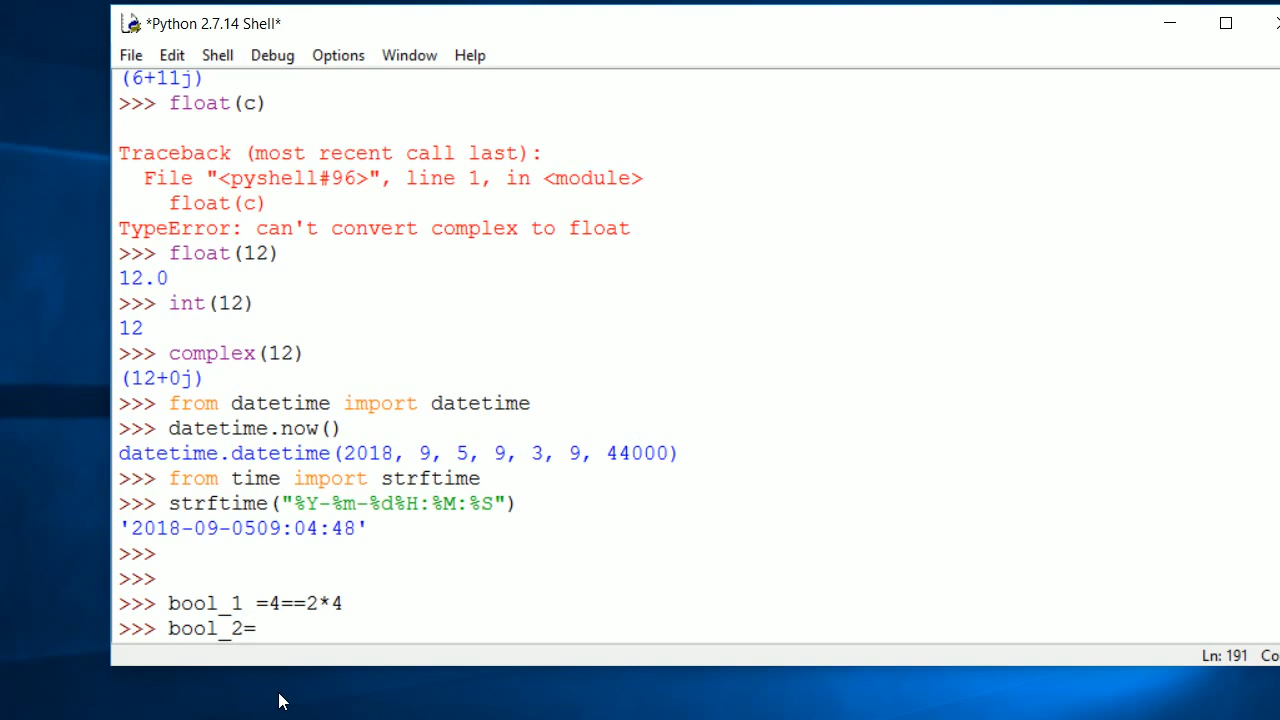 *Python 2.7.14 Shell*
File Edit Shell Debug Options Window Help
(6+11j)
>>> float(c)
Traceback (most recent call last):
  File "<pyshell#96>", line 1, in <module>
    float(c)
TypeError: can't convert complex to float
>>> float(12)
12.0
>>> int(12)
12
>>> complex(12)
(12+0j)
>>> from datetime import datetime
>>> datetime.now()
datetime.datetime(2018, 9, 5, 9, 3, 9, 44000)
>>> from time import strftime
>>> strftime("%Y-%m-%d%H:%M:%S")
'2018-09-0509:04:48'
>>>
>>>
>>> bool_1 =4==2*4
>>> bool_2=
Ln: 191 Co